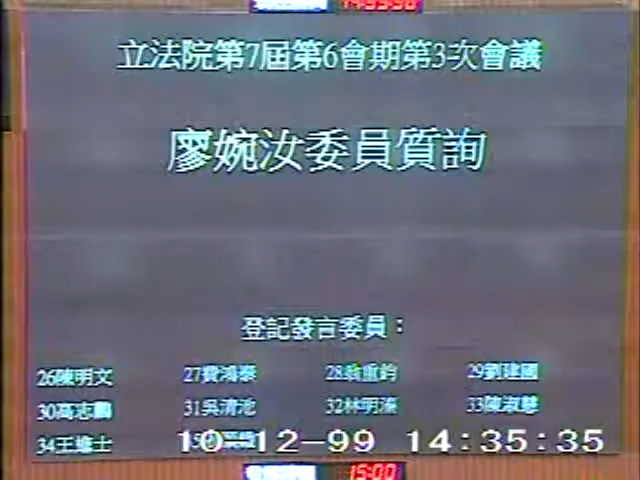 立法院第7屆第6會期第3次會議
廖婉汝委員質詢
登記發言委員：
26陳明文 27費鴻泰 28翁重鈞 29劉建國
30高志鵬 31吳清池 32林明溱 33陳淑慧
34王進士
10-12-99 14:35:35
15:00